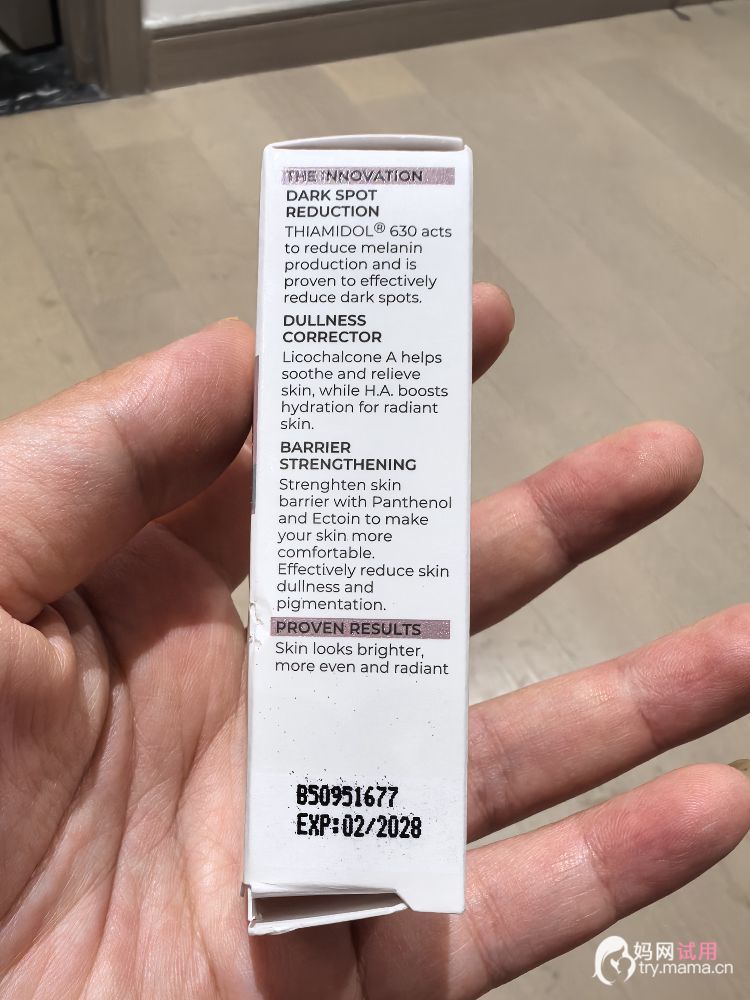 THE INNOVATION
DARK SPOT
REDUCTION
THIAMIDOL® 630 acts
to reduce melanin
production and is
proven to effectively
reduce dark spots.
DULLNESS
CORRECTOR
Licochalcone A helps
soothe and relieve
skin, while H.A. boosts
hydration for radiant
skin.
BARRIER
STRENGTHENING
Strenghten skin
barrier with Panthenol
and Ectoin to make
your skin more
comfortable.
Effectively reduce skin
dullness and
pigmentation.
PROVEN RESULTS
Skin looks brighter,
more even and radiant
B50951677
EXP:02/2028
妈网试用
try.mama.cn